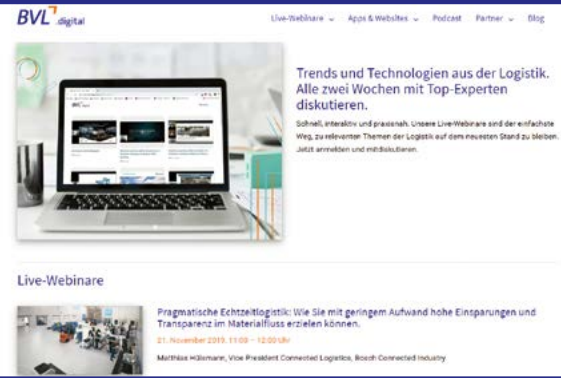 BVL .digital
Live-Webinare Apps & Websites Podcast Partner Blog
Trends und Technologien aus der Logistik.
Alle zwei Wochen mit Top-Experten
diskutieren.
Schnell, interaktiv und praxisnah. Unsere Live-Webinare sind der einfachste
Weg, zu relevanten Themen der Logistik auf dem neuesten Stand zu bleiben.
Jetzt anmelden und mitdiskutieren.
Live-Webinare
Pragmatische Echtzeitlogistik: Wie Sie mit geringem Aufwand hohe Einsparungen und
Transparenz im Materialfluss erzielen können.
21. November 2019, 11:00 – 12:00 Uhr
Matthias Hülsmann, Vice President Connected Logistics, Bosch Connected Industry